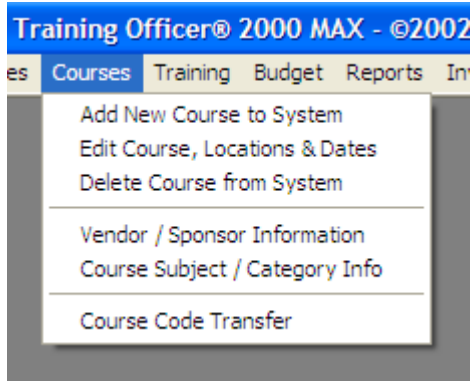 Training Officer® 2000 MAX - ©2002
es Courses Training Budget Reports Inv
Add New Course to System
Edit Course, Locations & Dates
Delete Course from System
Vendor / Sponsor Information
Course Subject / Category Info
Course Code Transfer